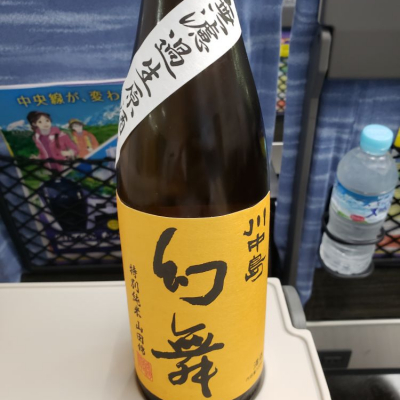 無濾過生原酒
中央線が、変わ
川中島
幻舞
特別純米 山田錦